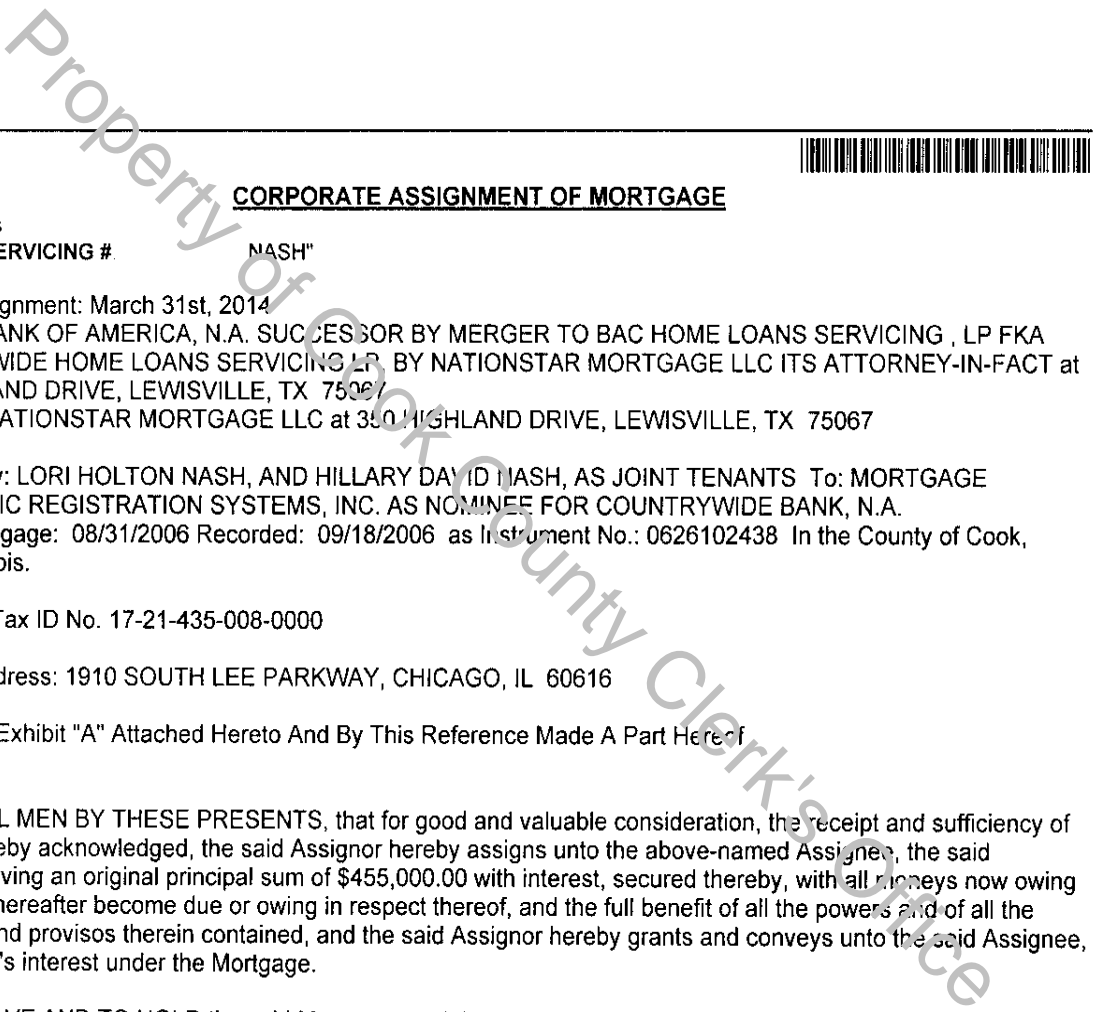 CORPORATE ASSIGNMENT OF MORTGAGE
ERVICING # NASH"
gnment: March 31st, 2014
ANK OF AMERICA, N.A. SUCCESSOR BY MERGER TO BAC HOME LOANS SERVICING , LP FKA
WIDE HOME LOANS SERVICING LP, BY NATIONSTAR MORTGAGE LLC ITS ATTORNEY-IN-FACT at
AND DRIVE, LEWISVILLE, TX 75067
ATIONSTAR MORTGAGE LLC at 350 HIGHLAND DRIVE, LEWISVILLE, TX 75067
: LORI HOLTON NASH, AND HILLARY DAVID NASH, AS JOINT TENANTS To: MORTGAGE
IC REGISTRATION SYSTEMS, INC. AS NOMINEE FOR COUNTRYWIDE BANK, N.A.
gage: 08/31/2006 Recorded: 09/18/2006 as Instrument No.: 0626102438 In the County of Cook,
ois.
Tax ID No. 17-21-435-008-0000
dress: 1910 SOUTH LEE PARKWAY, CHICAGO, IL 60616
Exhibit "A" Attached Hereto And By This Reference Made A Part Hereof
L MEN BY THESE PRESENTS, that for good and valuable consideration, the receipt and sufficiency of
eby acknowledged, the said Assignor hereby assigns unto the above-named Assignee, the said
ving an original principal sum of $455,000.00 with interest, secured thereby, with all moneys now owing
hereafter become due or owing in respect thereof, and the full benefit of all the powers and of all the
nd provisos therein contained, and the said Assignor hereby grants and conveys unto the said Assignee,
's interest under the Mortgage.
Property of Cook County Clerk's Office